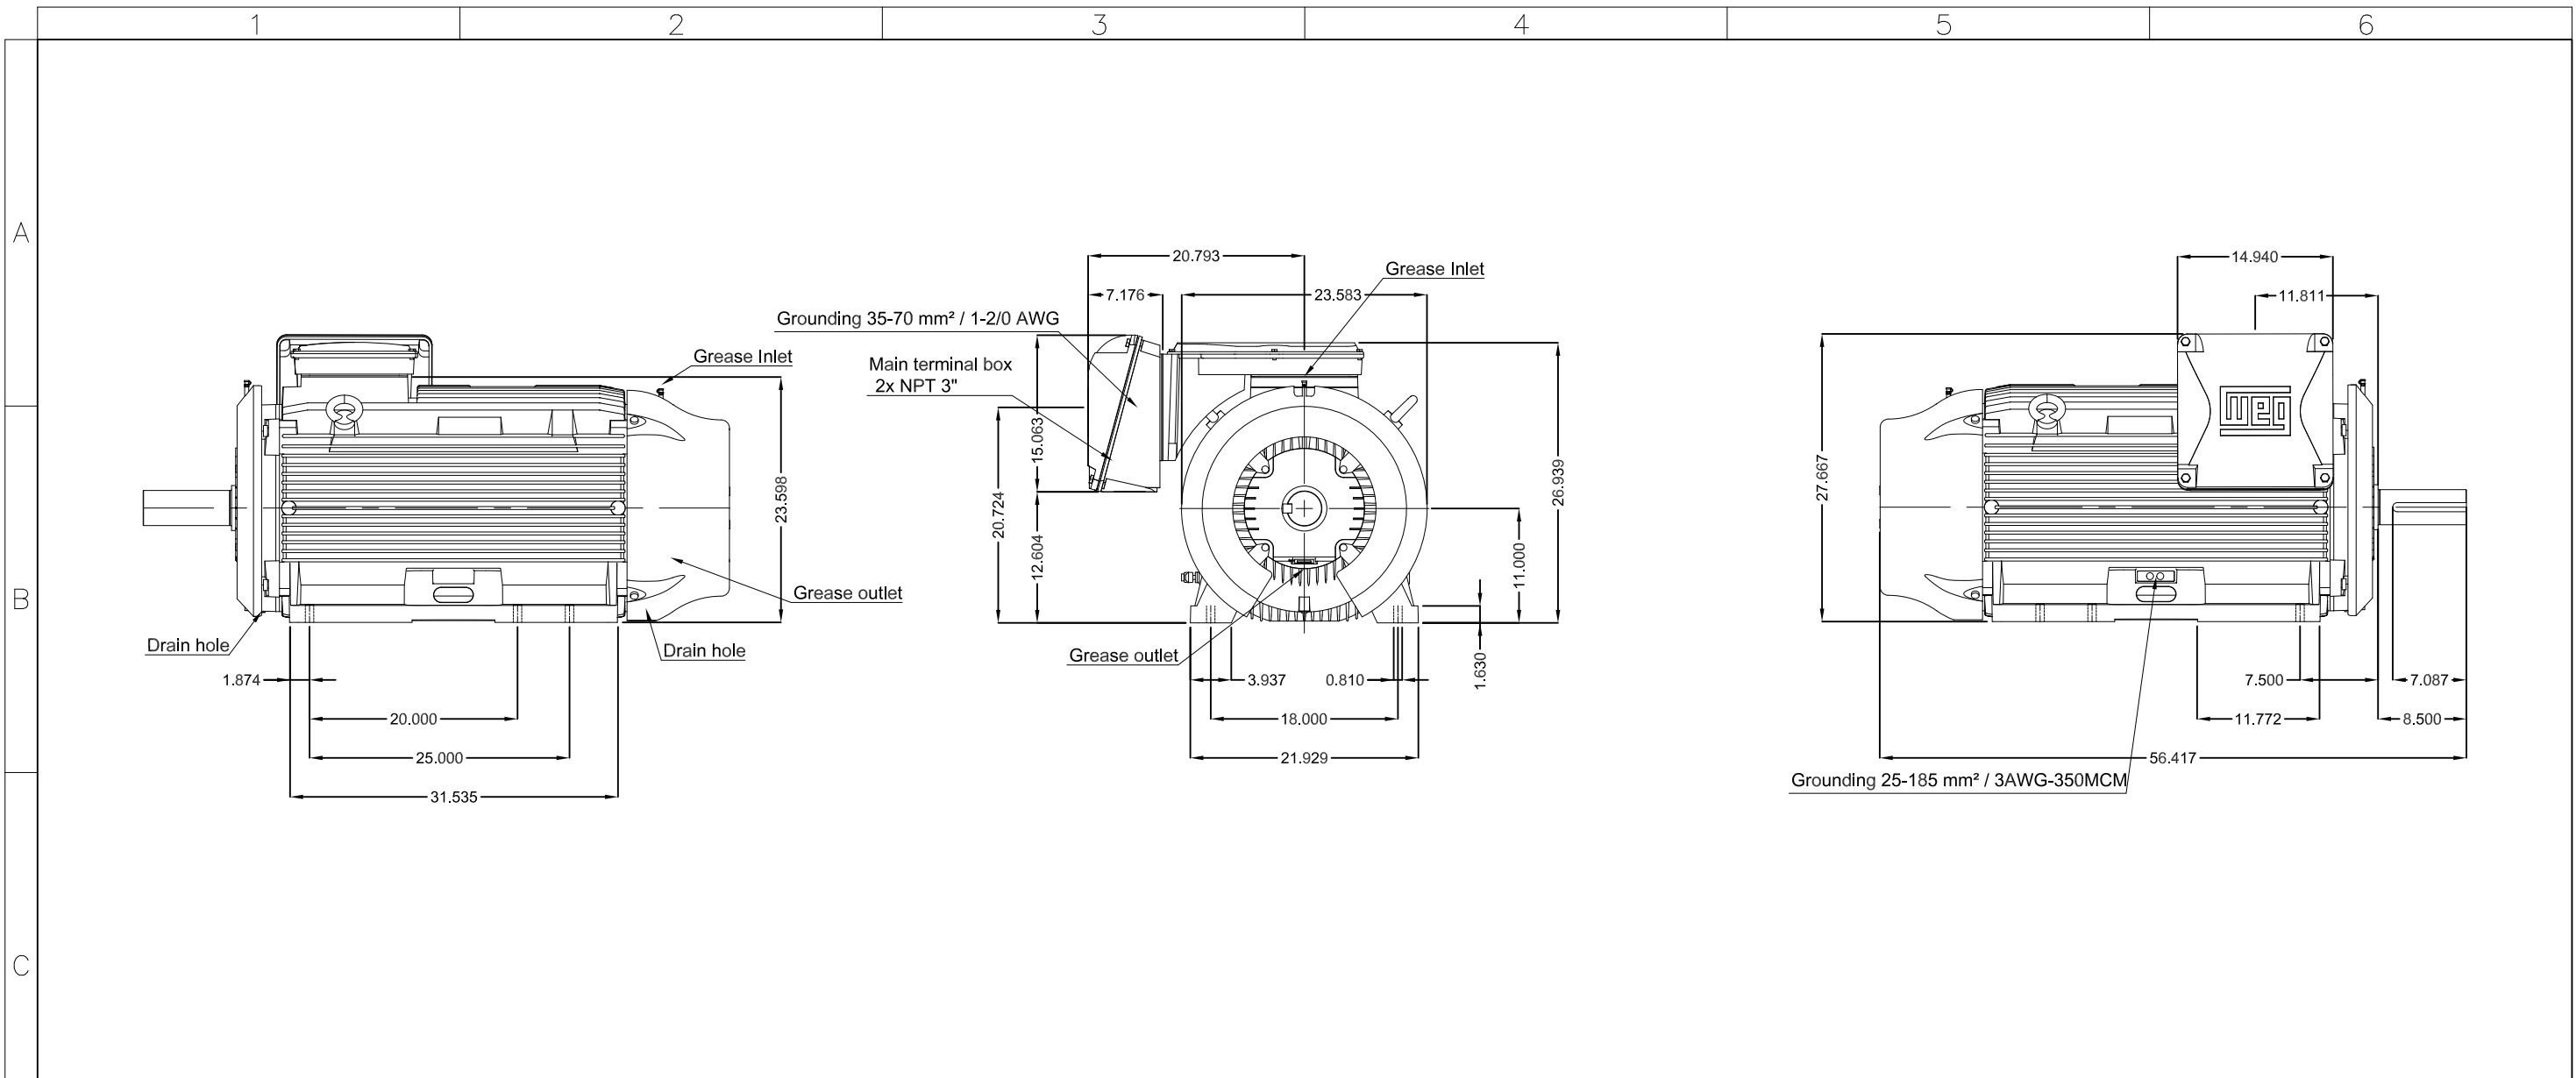 1
2
3
4
5
6
A
B
C
Grease Inlet
23.598
Grease outlet
Drain hole
Drain hole
1.874
20.000
25.000
31.535
20.793
Grease Inlet
7.176
23.583
Grounding 35-70 mm² / 1-2/0 AWG
Main terminal box
2x NPT 3"
15.063
20.724
12.604
26.939
11.000
1.630
Grease outlet
3.937
0.810
18.000
21.929
14.940
11.811
27.667
weg
7.500
7.087
11.772
8.500
56.417
Grounding 25-185 mm² / 3AWG-350MCM